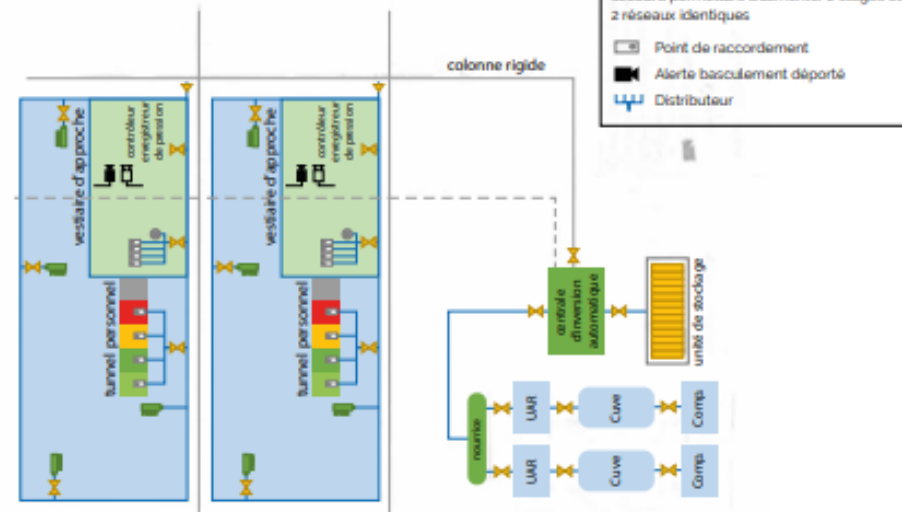 2 réseaux identiques
Point de raccordement
Alerte basculement déporté
Distributeur
colonne rigide
vestiaire d'approche
contrôleur
enregistreur
de pression
tunnel personnel
vestiaire d'approche
contrôleur
enregistreur
de pression
tunnel personnel
centrale
d'inversion
automatique
unité de stockage
nourrice
UAR
Cuve
Comp.
UAR
Cuve
Comp.